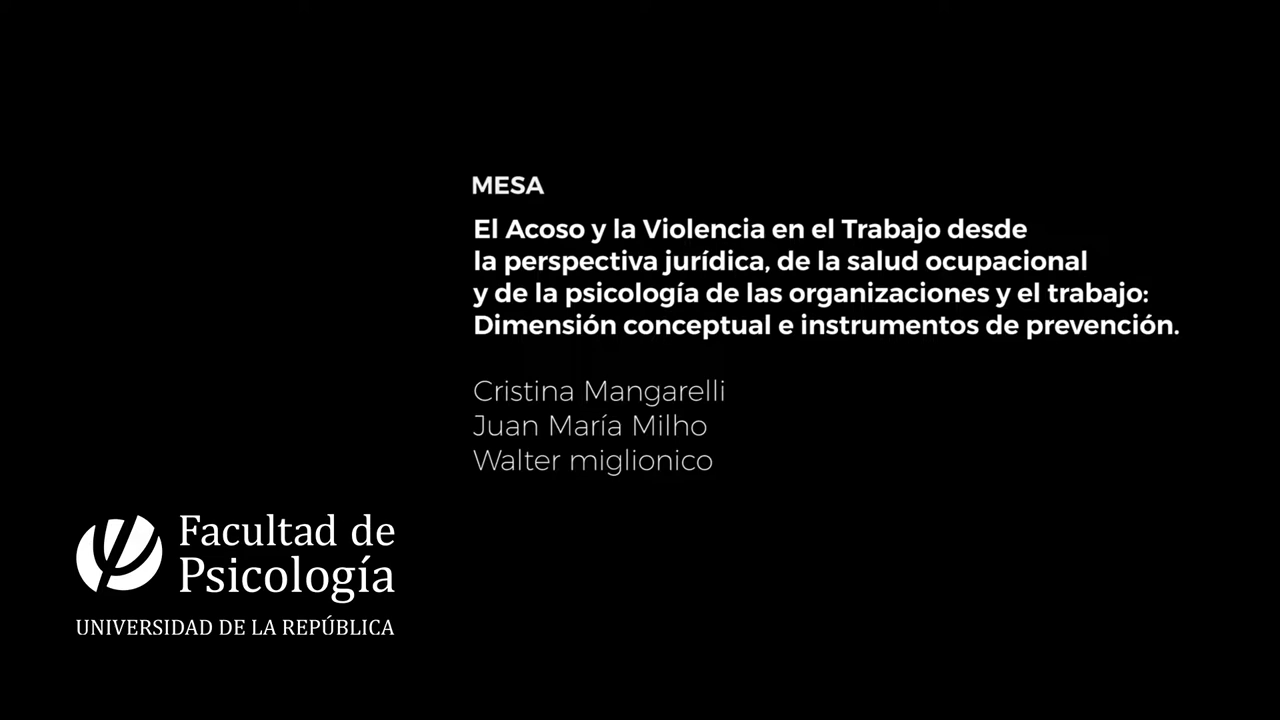 MESA
El Acoso y la Violencia en el Trabajo desde
la perspectiva jurídica, de la salud ocupacional
y de la psicología de las organizaciones y el trabajo:
Dimensión conceptual e instrumentos de prevención.
Cristina Mangarelli
Juan María Milho
Walter miglionico
Facultad de
Psicología
UNIVERSIDAD DE LA REPÚBLICA